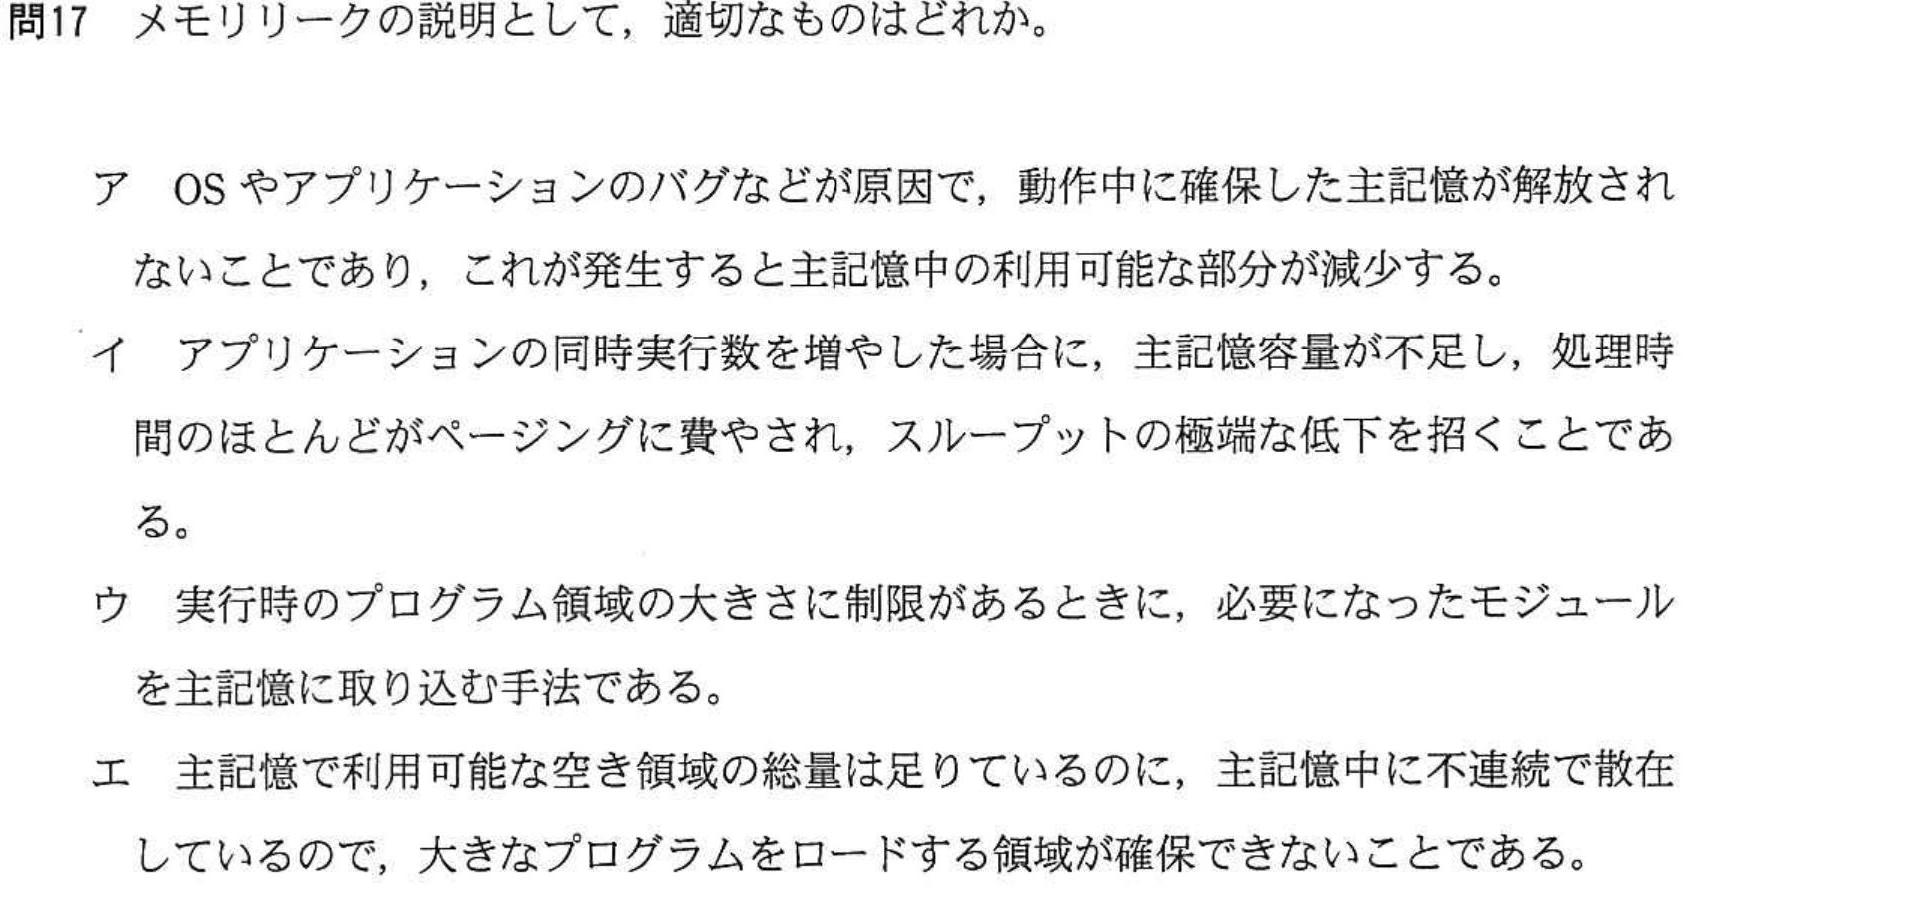 問17 メモリリークの説明として，適切なものはどれか。
ア OS やアプリケーションのバグなどが原因で，動作中に確保した主記憶が解放され
ないことであり，これが発生すると主記憶中の利用可能な部分が減少する。
イ アプリケーションの同時実行数を増やした場合に，主記憶容量が不足し，処理時
間のほとんどがページングに費やされ，スループットの極端な低下を招くことであ
る。
ウ 実行時のプログラム領域の大きさに制限があるときに，必要になったモジュール
を主記憶に取り込む手法である。
エ 主記憶で利用可能な空き領域の総量は足りているのに，主記憶中に不連続で散在
しているので，大きなプログラムをロードする領域が確保できないことである。